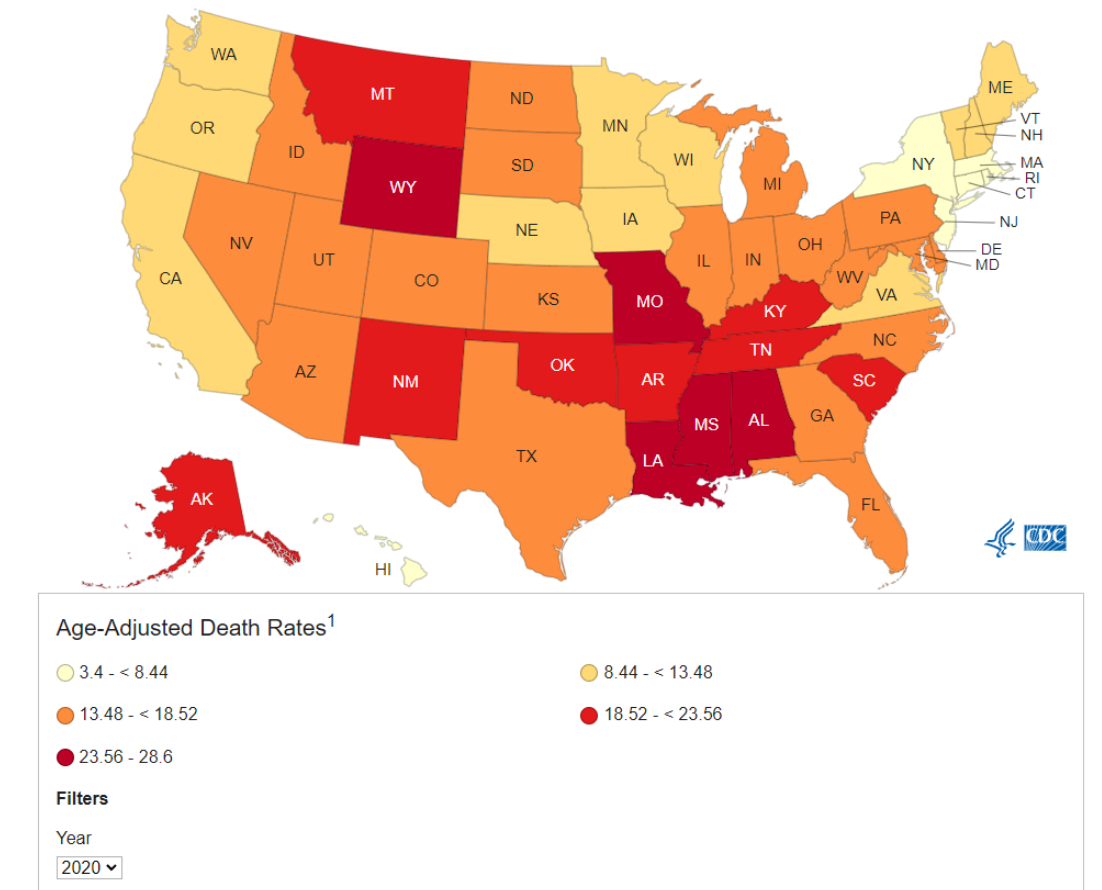 WA
MT
ND
ME
OR
MN
VT
NH
ID
SD
WI
NY
MA
RI
CT
WY
MI
NE
IA
PA
NJ
NV
UT
CO
IL
IN
OH
DE
MD
CA
KS
MO
WV
VA
KY
NC
AZ
NM
OK
AR
TN
SC
TX
LA
MS
AL
GA
AK
FL
HI
CDC
Age-Adjusted Death Rates1
3.4 - < 8.44
8.44 - < 13.48
13.48 - < 18.52
18.52 - < 23.56
23.56 - 28.6
Filters
Year
2020